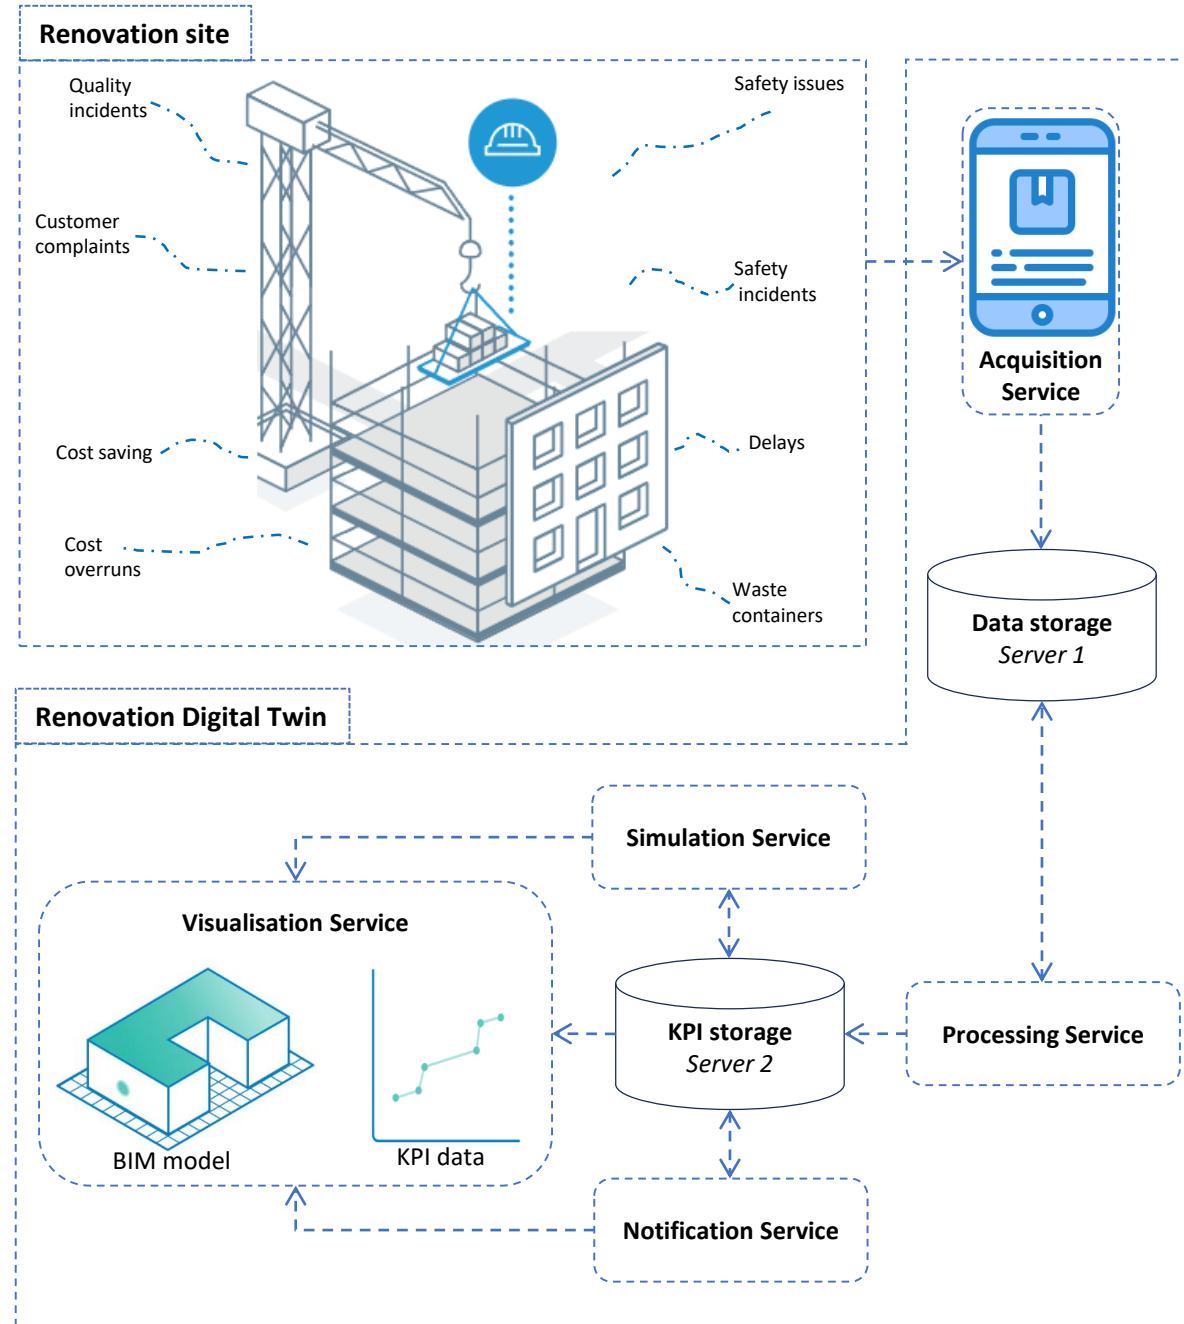 Renovation site
Quality
incidents
Safety issues
Customer
complaints
Safety
incidents
Acquisition
Service
Cost saving
Delays
Cost
overruns
Waste
containers
Data storage
Server 1
Renovation Digital Twin
Simulation Service
Visualisation Service
KPI storage
Server 2
Processing Service
BIM model
KPI data
Notification Service